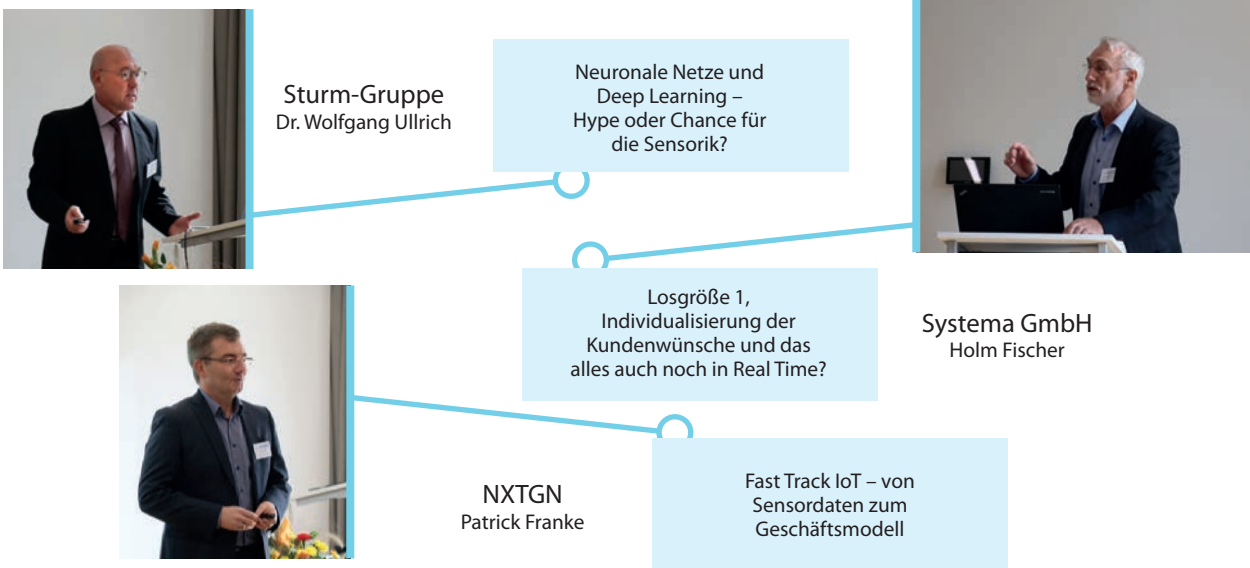 Sturm-Gruppe
Dr. Wolfgang Ullrich
Neuronale Netze und
Deep Learning –
Hype oder Chance für
die Sensorik?
Losgröße 1,
Individualisierung der
Kundenwünsche und das
alles auch noch in Real Time?
Systema GmbH
Holm Fischer
NXTGN
Patrick Franke
Fast Track IoT – von
Sensordaten zum
Geschäftsmodell